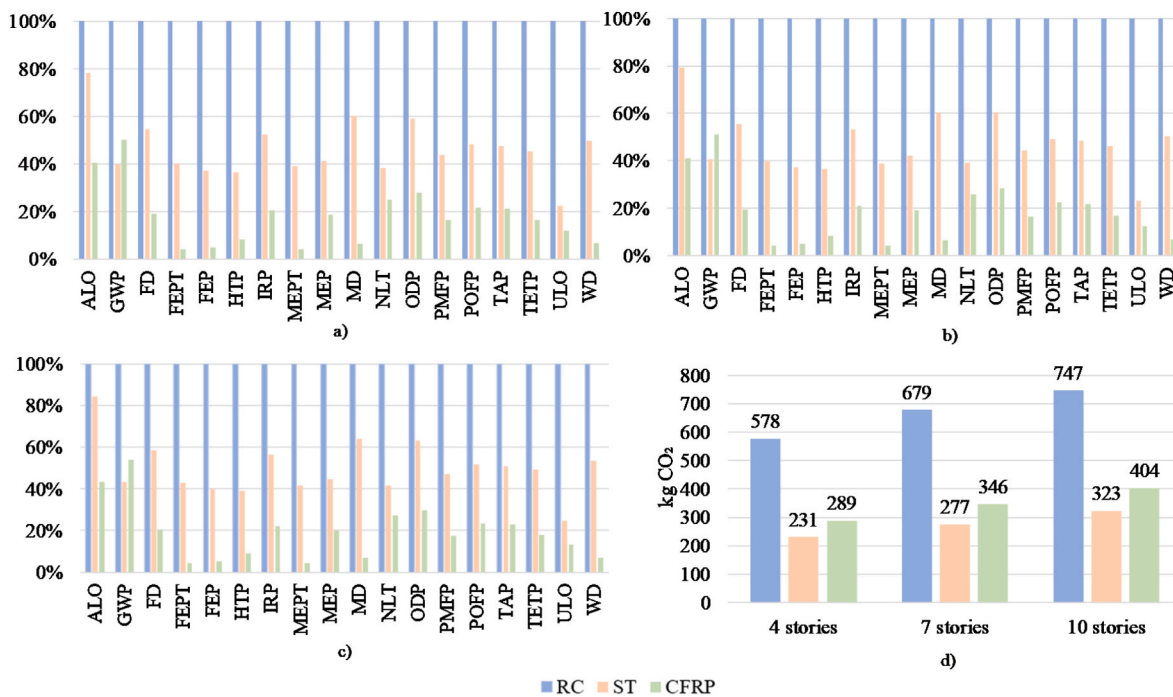 100%
80%
60%
40%
20%
0%
ALO
GWP
FD
FEPT
FEP
HTP
IRP
MEPT
MEP
MD
NLT
ODP
PMFP
POFP
TAP
TETP
ULO
WD
a)
100%
80%
60%
40%
20%
0%
ALO
GWP
FD
FEPT
FEP
HTP
IRP
MEPT
MEP
MD
NLT
ODP
PMFP
POFP
TAP
TETP
ULO
WD
b)
100%
80%
60%
40%
20%
0%
ALO
GWP
FD
FEPT
FEP
HTP
IRP
MEPT
MEP
MD
NLT
ODP
PMFP
POFP
TAP
TETP
ULO
WD
c)
kg CO₂
800
700
600
500
400
300
200
100
0
578
231
289
679
277
346
747
323
404
4 stories
7 stories
10 stories
d)
RC ST CFRP